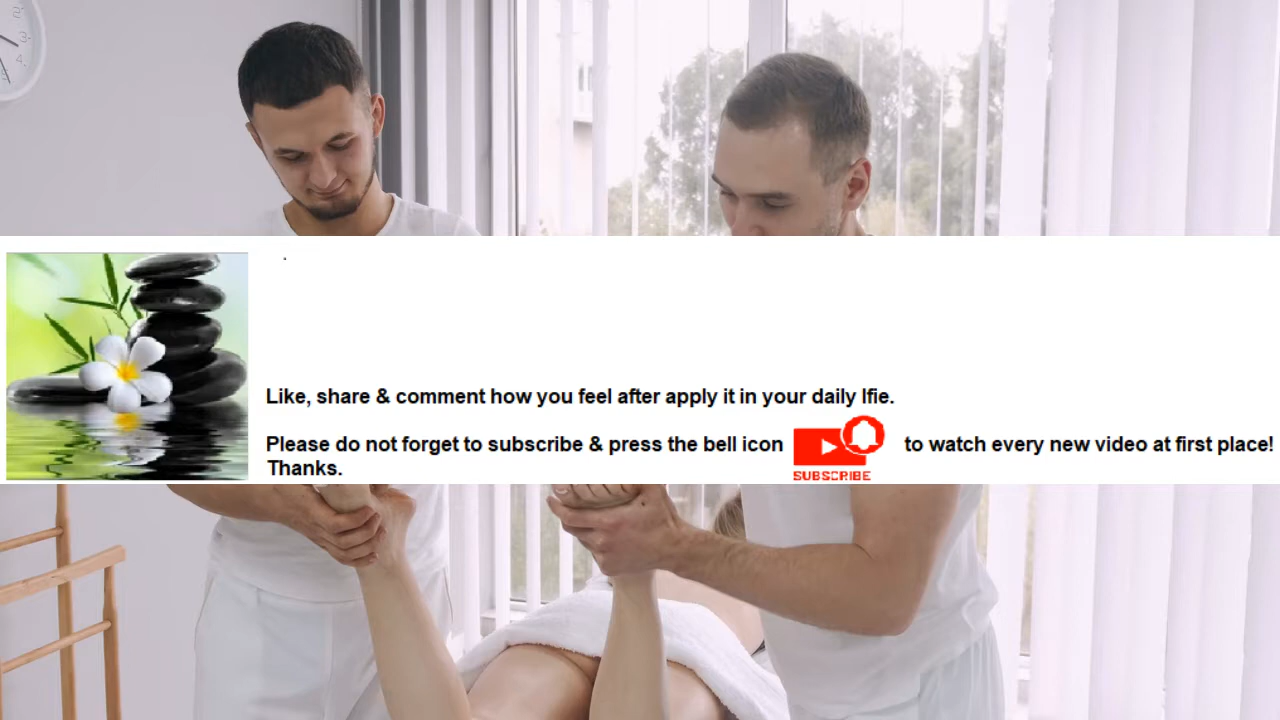 Like, share & comment how you feel after apply it in your daily lfie.
Please do not forget to subscribe & press the bell icon to watch every new video at first place!
SUBSCRIBE
Thanks.